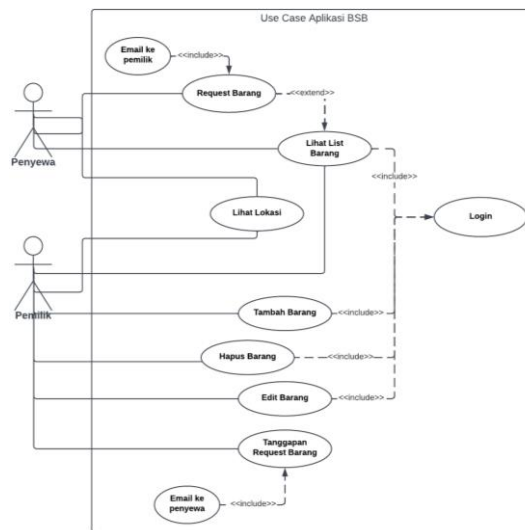 Use Case Aplikasi BSB
Email ke
pemilik
<<include>>
Request Barang
<<extend>>
Penyewa
Lihat List
Barang
<<include>>
Lihat Lokasi
Login
Pemilik
Tambah Barang
<<include>>
Hapus Barang
<<include>>
Edit Barang
<<include>>
Tanggapan
Request Barang
Email ke
penyewa
<<include>>